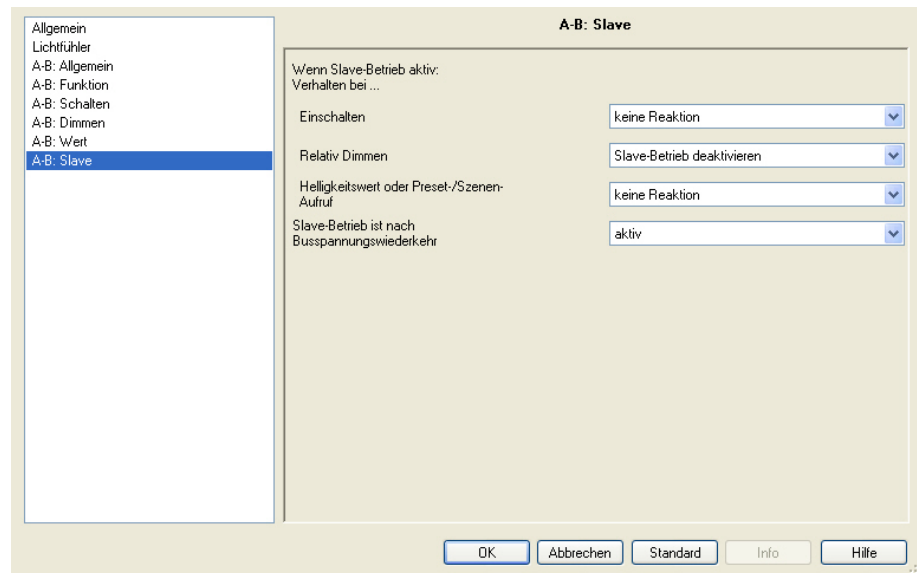 Allgemein
Lichtfühler
A-B: Allgemein
A-B: Funktion
A-B: Schalten
A-B: Dimmen
A-B: Wert
A-B: Slave
A-B: Slave
Wenn Slave-Betrieb aktiv:
Verhalten bei ...
Einschalten
keine Reaktion
Relativ Dimmen
Slave-Betrieb deaktivieren
Helligkeitswert oder Preset-/Szenen-
Aufruf
keine Reaktion
Slave-Betrieb ist nach
Busspannungswiederkehr
aktiv
OK
Abbrechen
Standard
Info
Hilfe